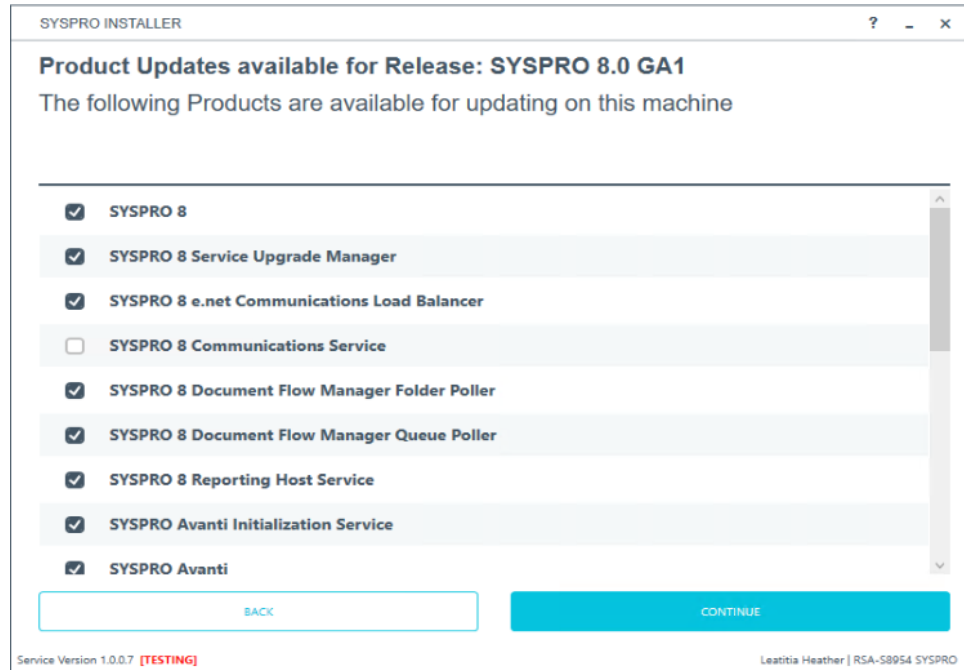 SYSPRO INSTALLER
?
Product Updates available for Release: SYSPRO 8.0 GA1
The following Products are available for updating on this machine
SYSPRO 8
SYSPRO 8 Service Upgrade Manager
SYSPRO 8 e.net Communications Load Balancer
SYSPRO 8 Communications Service
SYSPRO 8 Document Flow Manager Folder Poller
SYSPRO 8 Document Flow Manager Queue Poller
SYSPRO 8 Reporting Host Service
SYSPRO Avanti Initialization Service
SYSPRO Avanti
BACK
CONTINUE
Service Version 1.0.0.7 [TESTING]
Leatitia Heather | RSA-S8954 SYSPRO